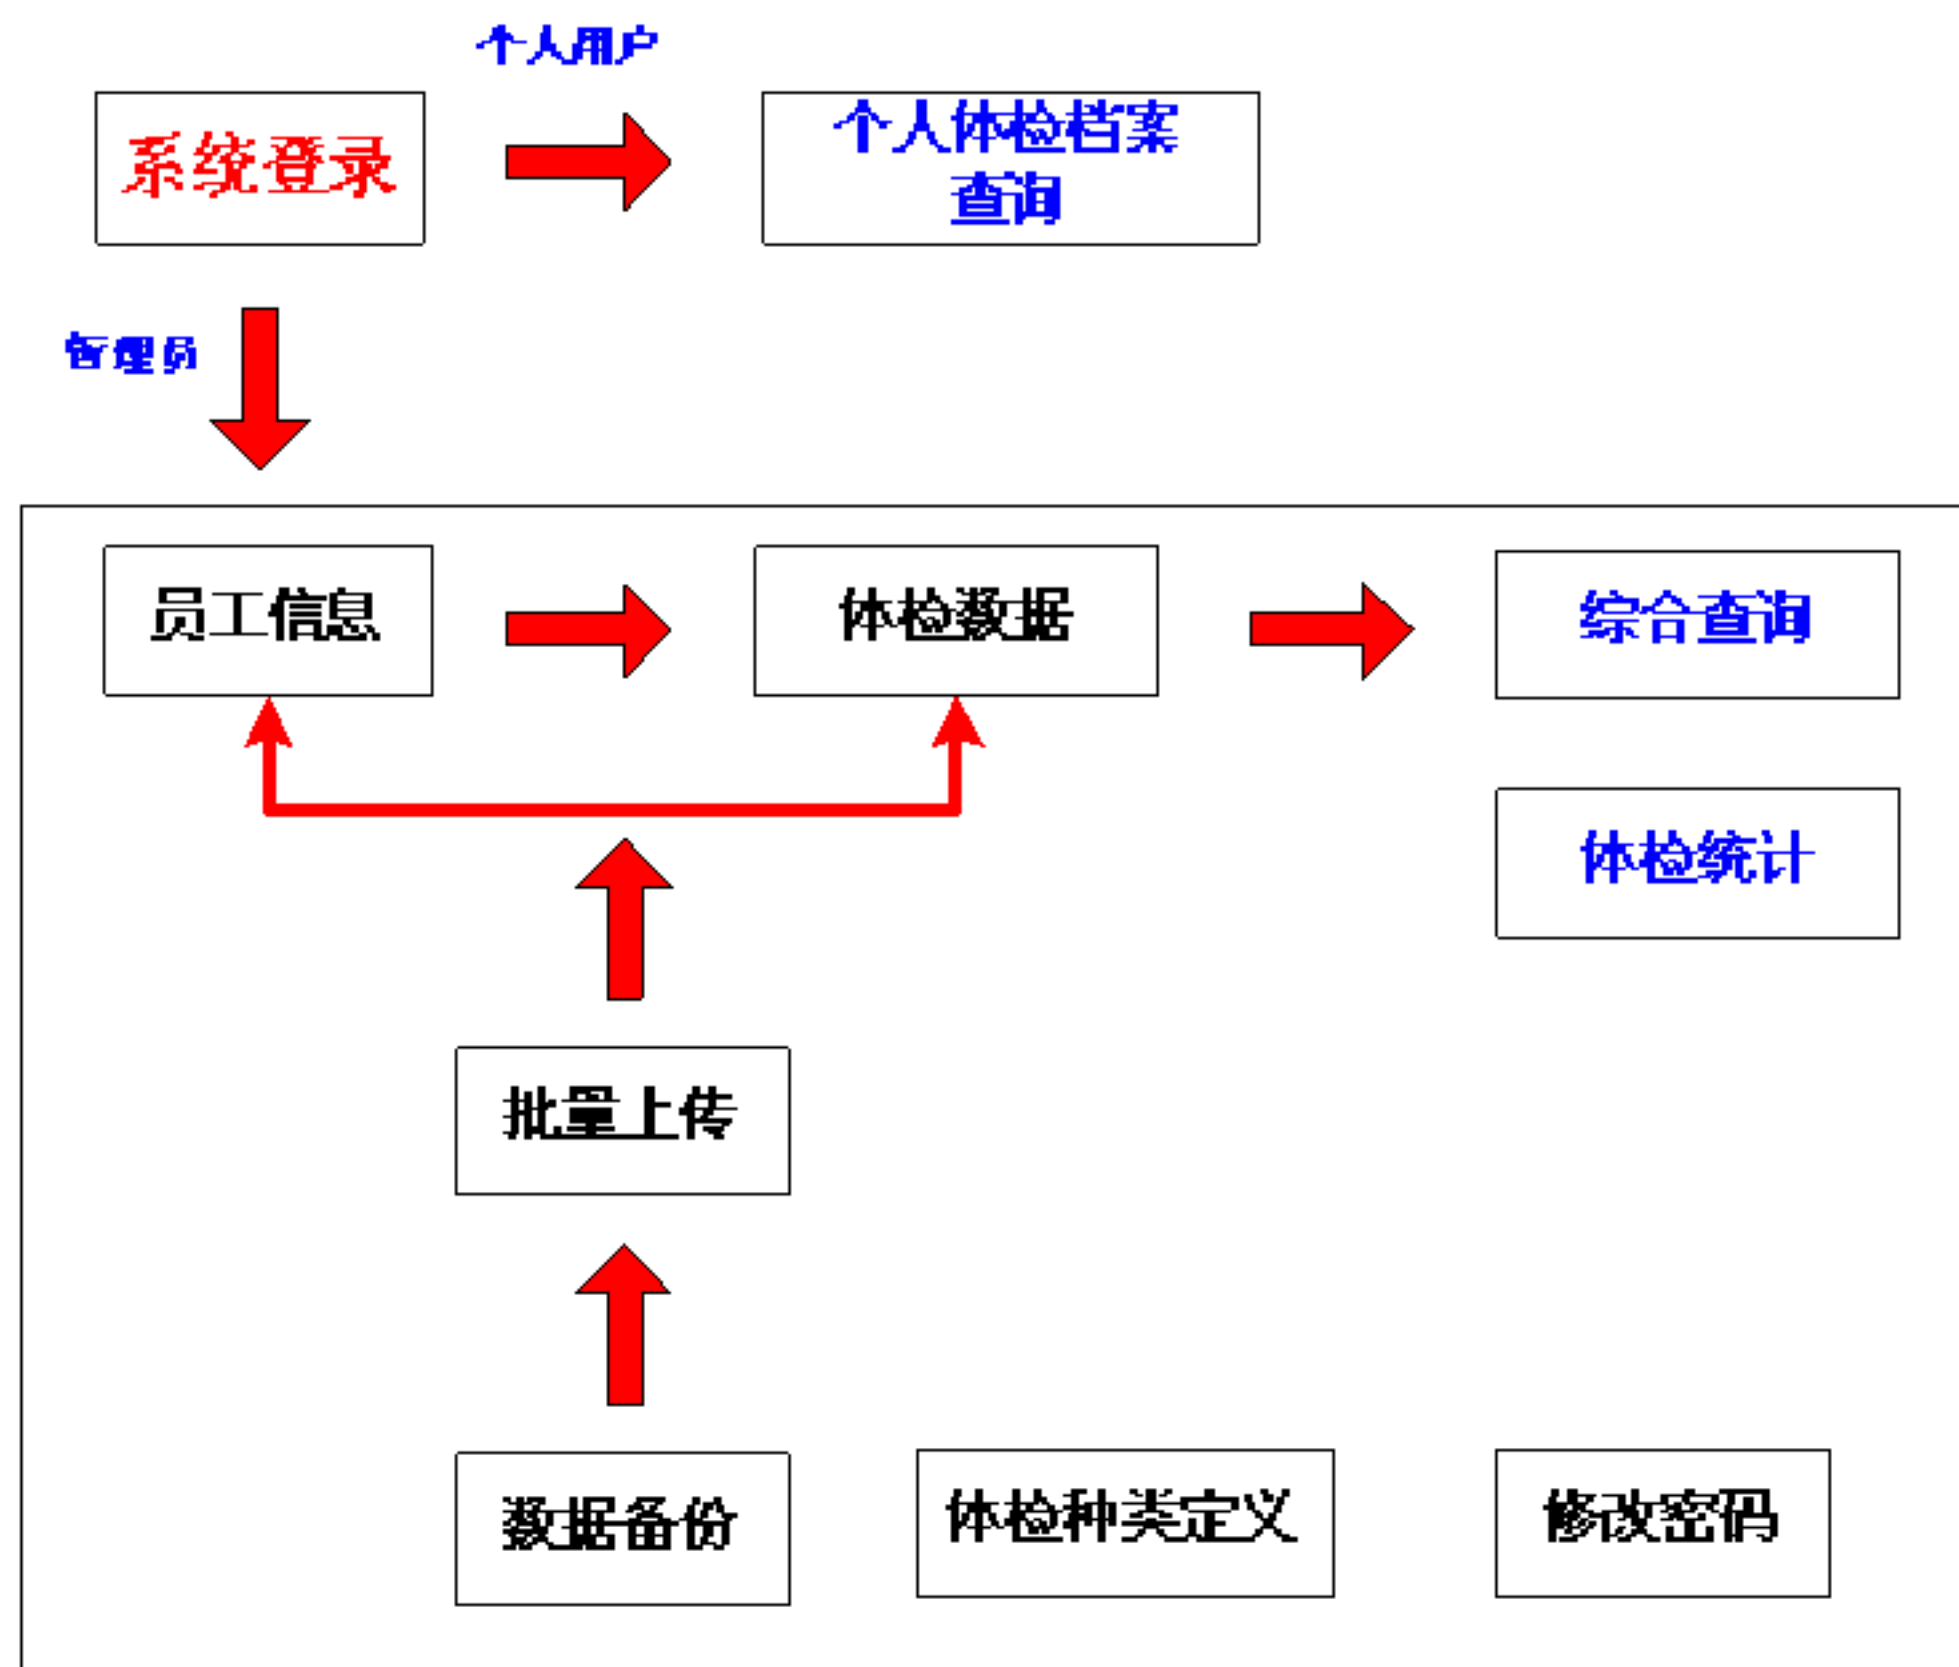 个人用户
系统登录
个人体检档案
查询
管理员
员工信息
体检数据
综合查询
体检统计
批量上传
数据备份
体检种类定义
修改密码